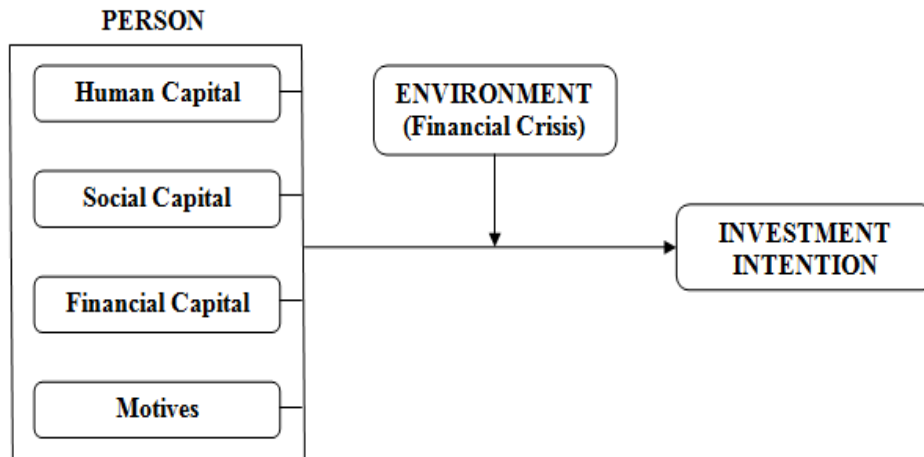 PERSON
Human Capital
Social Capital
Financial Capital
Motives
ENVIRONMENT
(Financial Crisis)
INVESTMENT
INTENTION